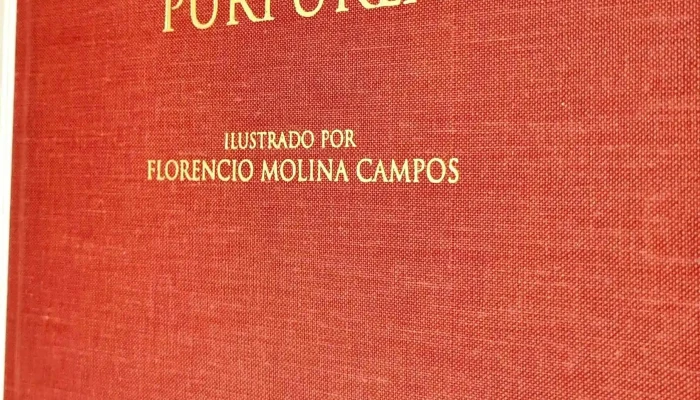 ILUSTRADO POR
FLORENCIO MOLINA CAMPOS